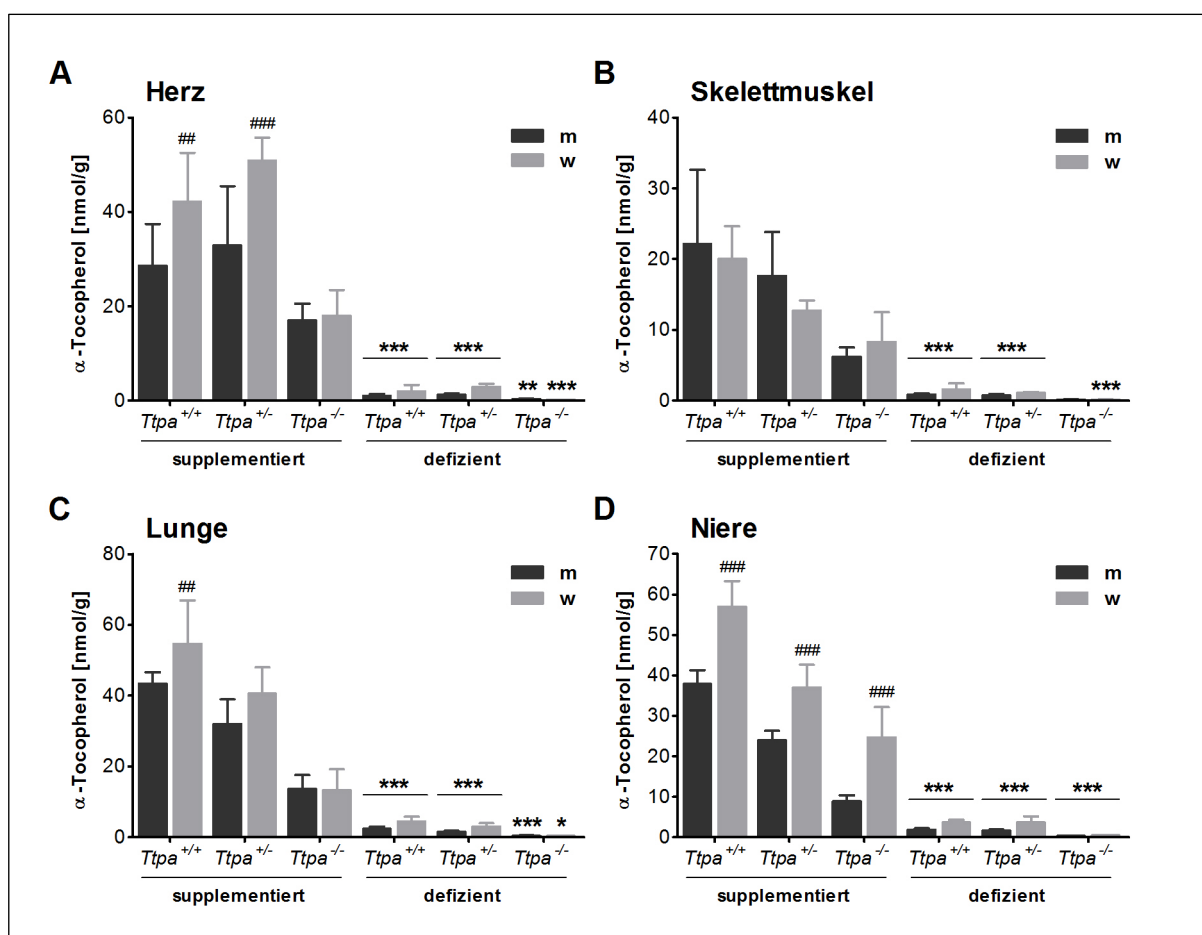 A
Herz
α-Tocopherol [nmol/g]
60
40
20
0
## ###
m
w
*** *** ** ***
Ttpa +/+ Ttpa +/- Ttpa -/- Ttpa +/+ Ttpa +/- Ttpa -/-
supplementiert defizient
B
Skelettmuskel
α-Tocopherol [nmol/g]
40
30
20
10
0
m
w
*** *** ***
Ttpa +/+ Ttpa +/- Ttpa -/- Ttpa +/+ Ttpa +/- Ttpa -/-
supplementiert defizient
C
Lunge
α-Tocopherol [nmol/g]
80
60
40
20
0
##
m
w
*** *** *** *
Ttpa +/+ Ttpa +/- Ttpa -/- Ttpa +/+ Ttpa +/- Ttpa -/-
supplementiert defizient
D
Niere
α-Tocopherol [nmol/g]
70
60
50
40
30
20
10
0
### ### ###
m
w
*** *** ***
Ttpa +/+ Ttpa +/- Ttpa -/- Ttpa +/+ Ttpa +/- Ttpa -/-
supplementiert defizient